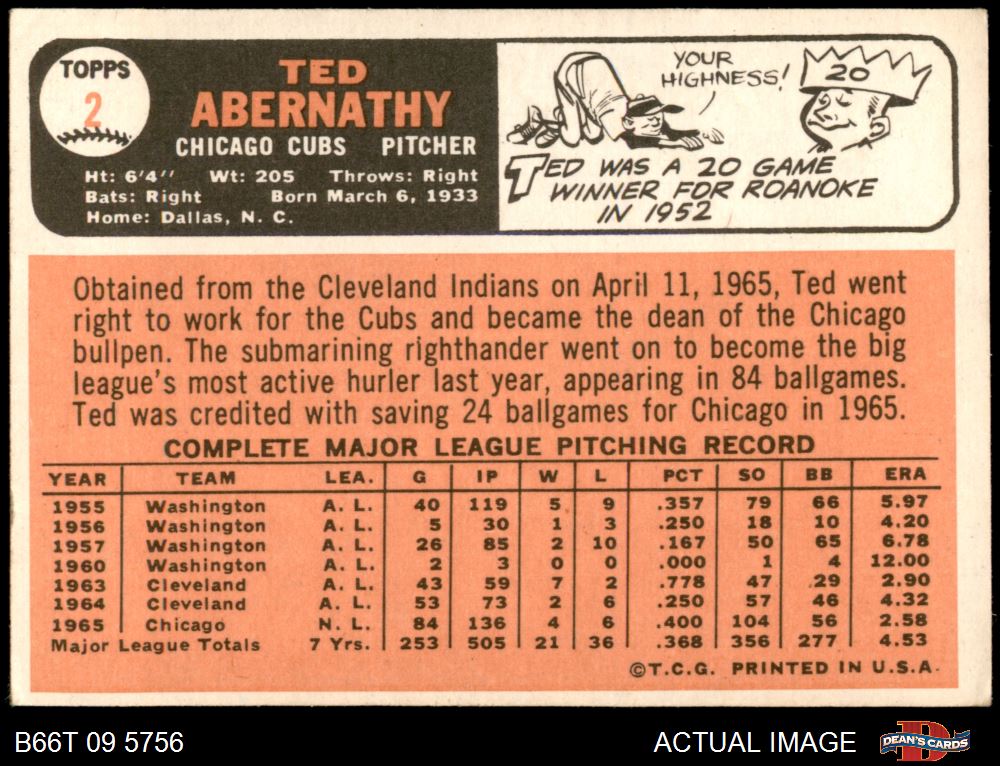 TOPPS
2
TED
ABERNATHY
CHICAGO CUBS PITCHER
Ht: 6'4" Wt: 205 Throws: Right
Bats: Right Born March 6, 1933
Home: Dallas, N. C.
YOUR
HIGHNESS!
20
TED WAS A 20 GAME
WINNER FOR ROANOKE
IN 1952
Obtained from the Cleveland Indians on April 11, 1965, Ted went
right to work for the Cubs and became the dean of the Chicago
bullpen. The submarining righthander went on to become the big
league's most active hurler last year, appearing in 84 ballgames.
Ted was credited with saving 24 ballgames for Chicago in 1965.
COMPLETE MAJOR LEAGUE PITCHING RECORD
YEAR TEAM LEA. G IP W L PCT SO BB ERA
1955 Washington A. L. 40 119 5 9 .357 79 66 5.97
1956 Washington A. L. 5 30 1 3 .250 18 10 4.20
1957 Washington A. L. 26 85 2 10 .167 50 65 6.78
1960 Washington A. L. 2 3 0 0 .000 1 4 12.00
1963 Cleveland A. L. 43 59 7 2 .778 47 29 2.90
1964 Cleveland A. L. 53 73 2 6 .250 57 46 4.32
1965 Chicago N. L. 84 136 4 6 .400 104 56 2.58
Major League Totals 7 Yrs. 253 505 21 36 .368 356 277 4.53
©T.C.G. PRINTED IN U.S.A.
B66T 09 5756
ACTUAL IMAGE
D
DEAN'S CARDS